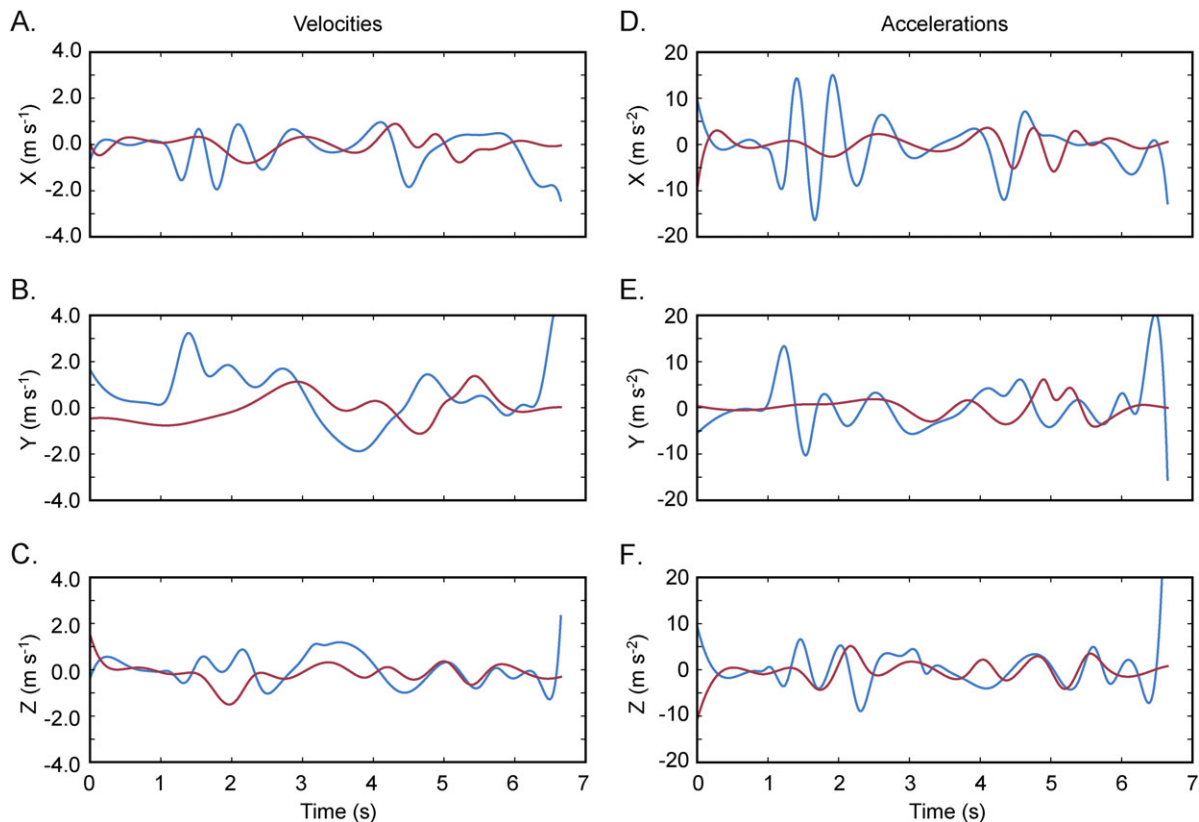 A.
Velocities
4.0
2.0
0.0
-2.0
-4.0
X (m s⁻¹)
B.
4.0
2.0
0.0
-2.0
-4.0
Y (m s⁻¹)
C.
4.0
2.0
0.0
-2.0
-4.0
Z (m s⁻¹)
0 1 2 3 4 5 6 7
Time (s)
D.
Accelerations
20
10
0
-10
-20
X (m s⁻²)
E.
20
10
0
-10
-20
Y (m s⁻²)
F.
20
10
0
-10
-20
Z (m s⁻²)
0 1 2 3 4 5 6 7
Time (s)